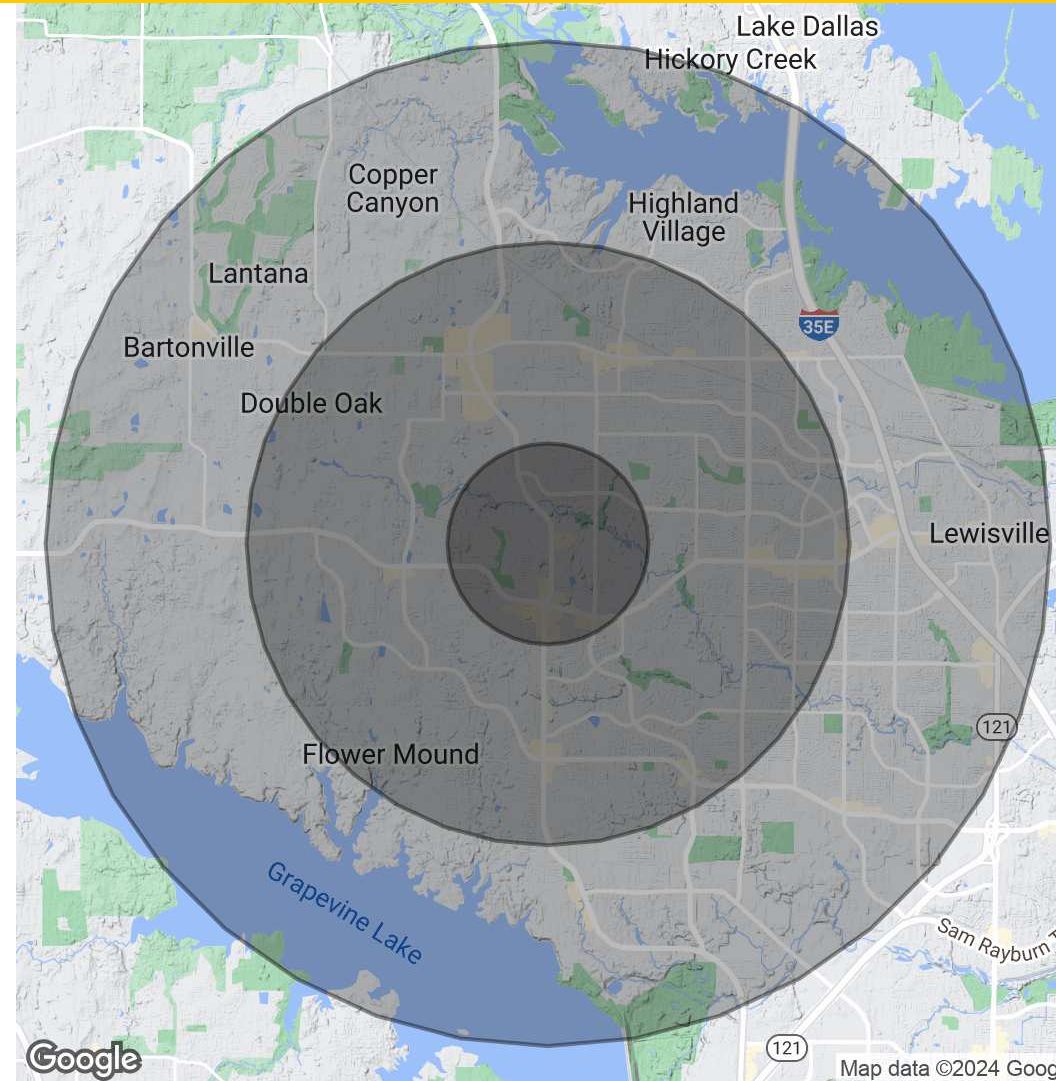 Lake Dallas
Hickory Creek
Copper
Canyon
Highland
Village
Lantana
35E
Bartonville
Double Oak
Lewisville
121
Flower Mound
Grapevine Lake
Sam Rayburn T
121
Google
Map data ©2024 Goog